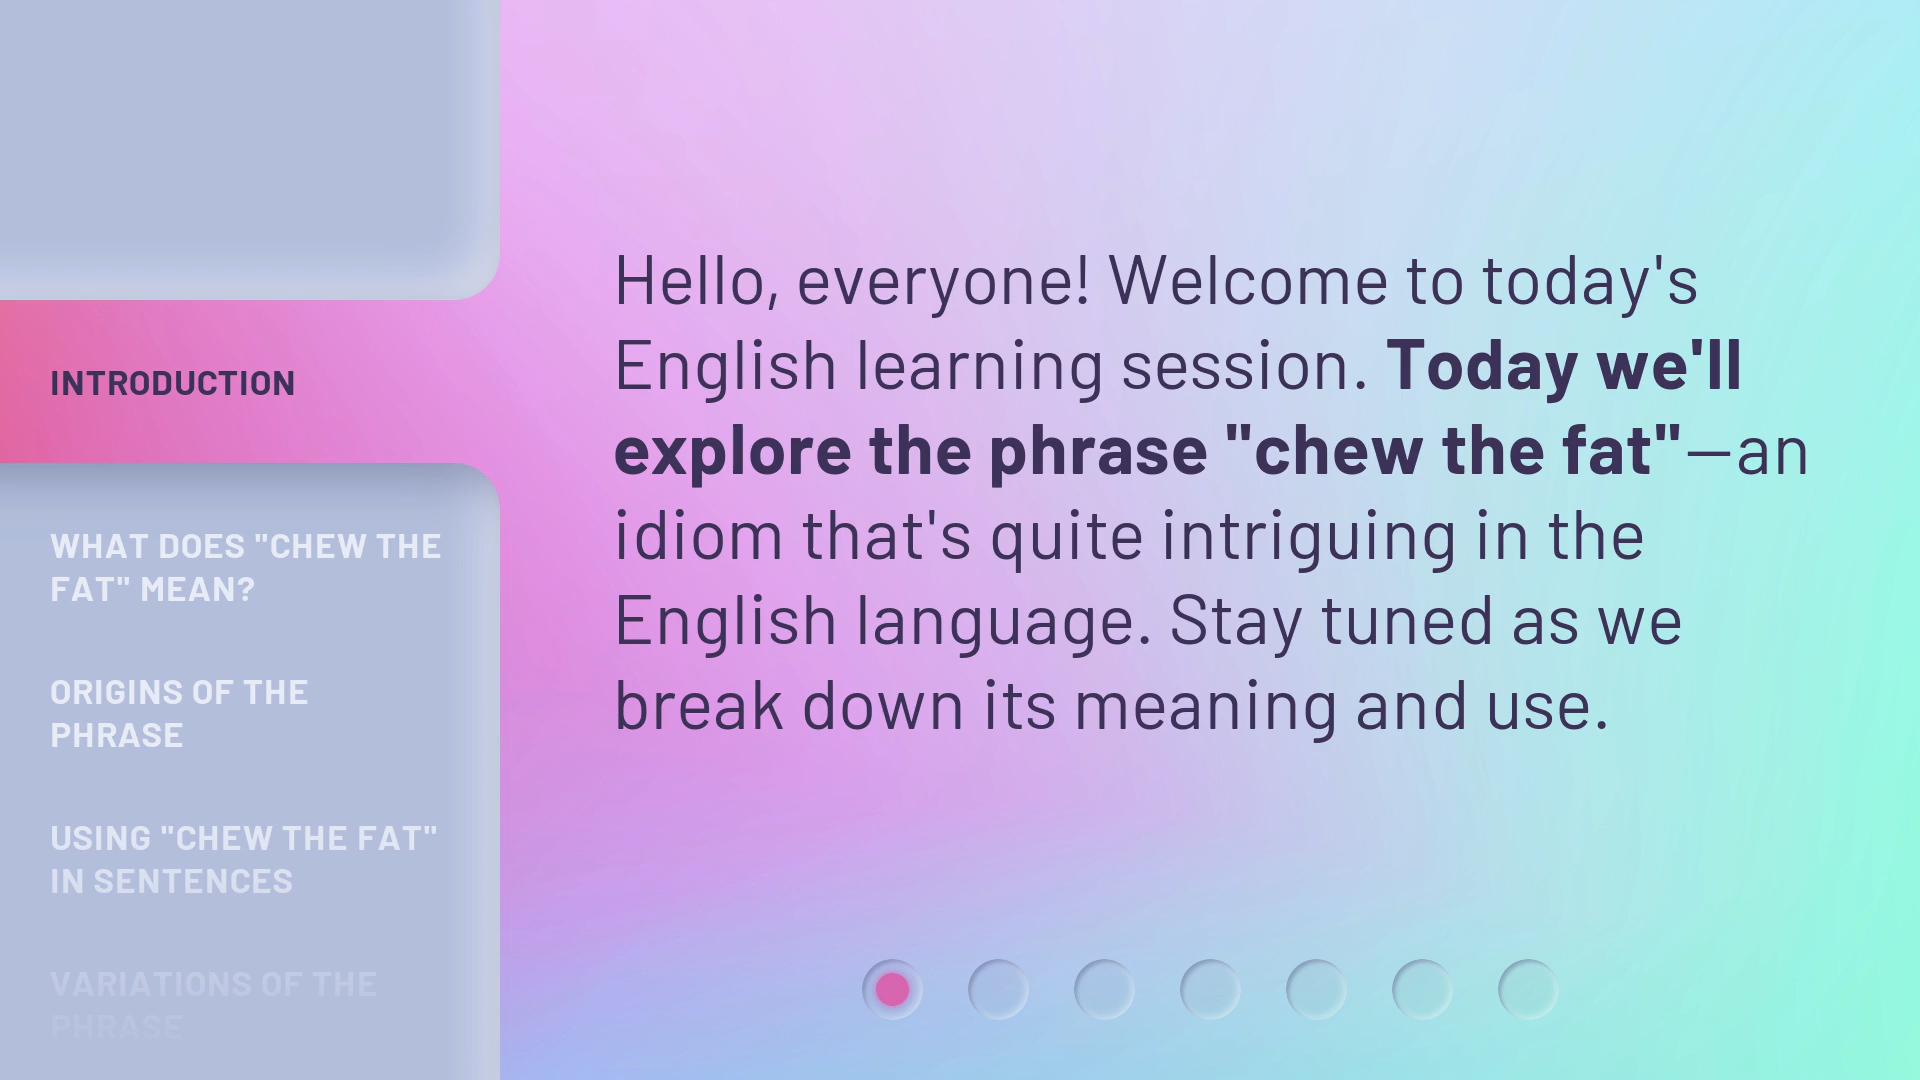 INTRODUCTION
WHAT DOES "CHEW THE
FAT" MEAN?
ORIGINS OF THE
PHRASE
USING "CHEW THE FAT"
IN SENTENCES
VARIATIONS OF THE
PHRASE
Hello, everyone! Welcome to today's
English learning session. Today we'll
explore the phrase "chew the fat"—an
idiom that's quite intriguing in the
English language. Stay tuned as we
break down its meaning and use.